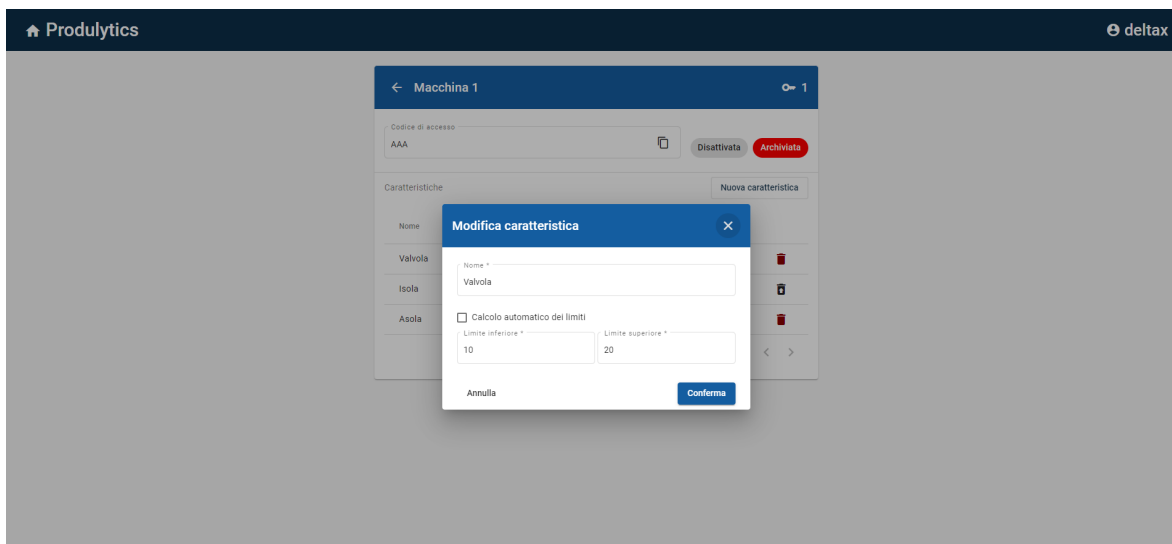 Produlytics
deltax
Macchina 1
1
Codice di accesso
AAA
Disattivata
Archiviata
Caratteristiche
Nuova caratteristica
Nome
Valvola
Isola
Asola
Modifica caratteristica
Nome *
Valvola
Calcolo automatico dei limiti
Limite inferiore *
Limite superiore *
10
20
Annulla
Conferma